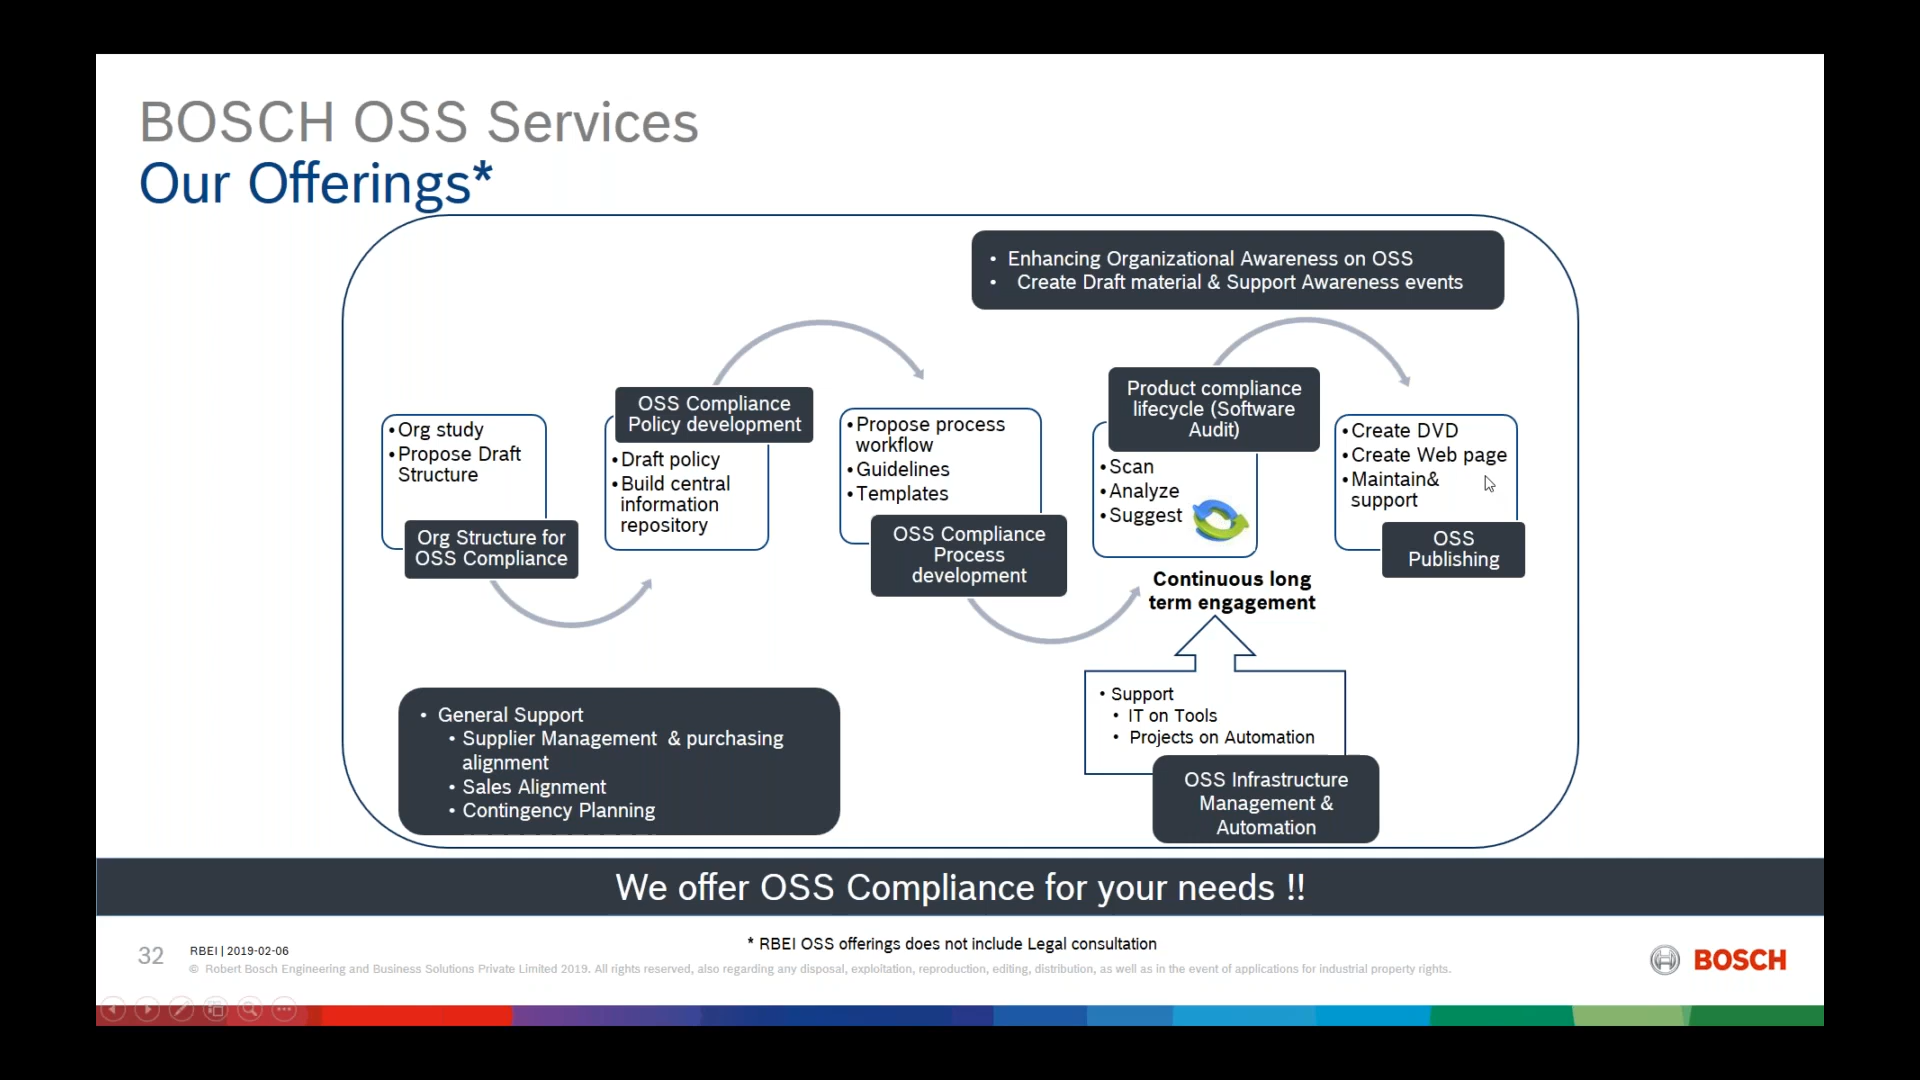 BOSCH OSS Services
Our Offerings*
• Enhancing Organizational Awareness on OSS
• Create Draft material & Support Awareness events
•Org study
•Propose Draft
Structure
Org Structure for
OSS Compliance
OSS Compliance
Policy development
•Draft policy
•Build central
information
repository
•Propose process
workflow
•Guidelines
•Templates
OSS Compliance
Process
development
Product compliance
lifecycle (Software
Audit)
•Scan
•Analyze
•Suggest
Continuous long
term engagement
•Create DVD
•Create Web page
•Maintain&
support
OSS
Publishing
• General Support
• Supplier Management & purchasing
alignment
• Sales Alignment
• Contingency Planning
• Support
• IT on Tools
• Projects on Automation
OSS Infrastructure
Management &
Automation
We offer OSS Compliance for your needs !!
* RBEI OSS offerings does not include Legal consultation
32
RBEI | 2019-02-06
© Robert Bosch Engineering and Business Solutions Private Limited 2019. All rights reserved, also regarding any disposal, exploitation, reproduction, editing, distribution, as well as in the event of applications for industrial property rights.
BOSCH